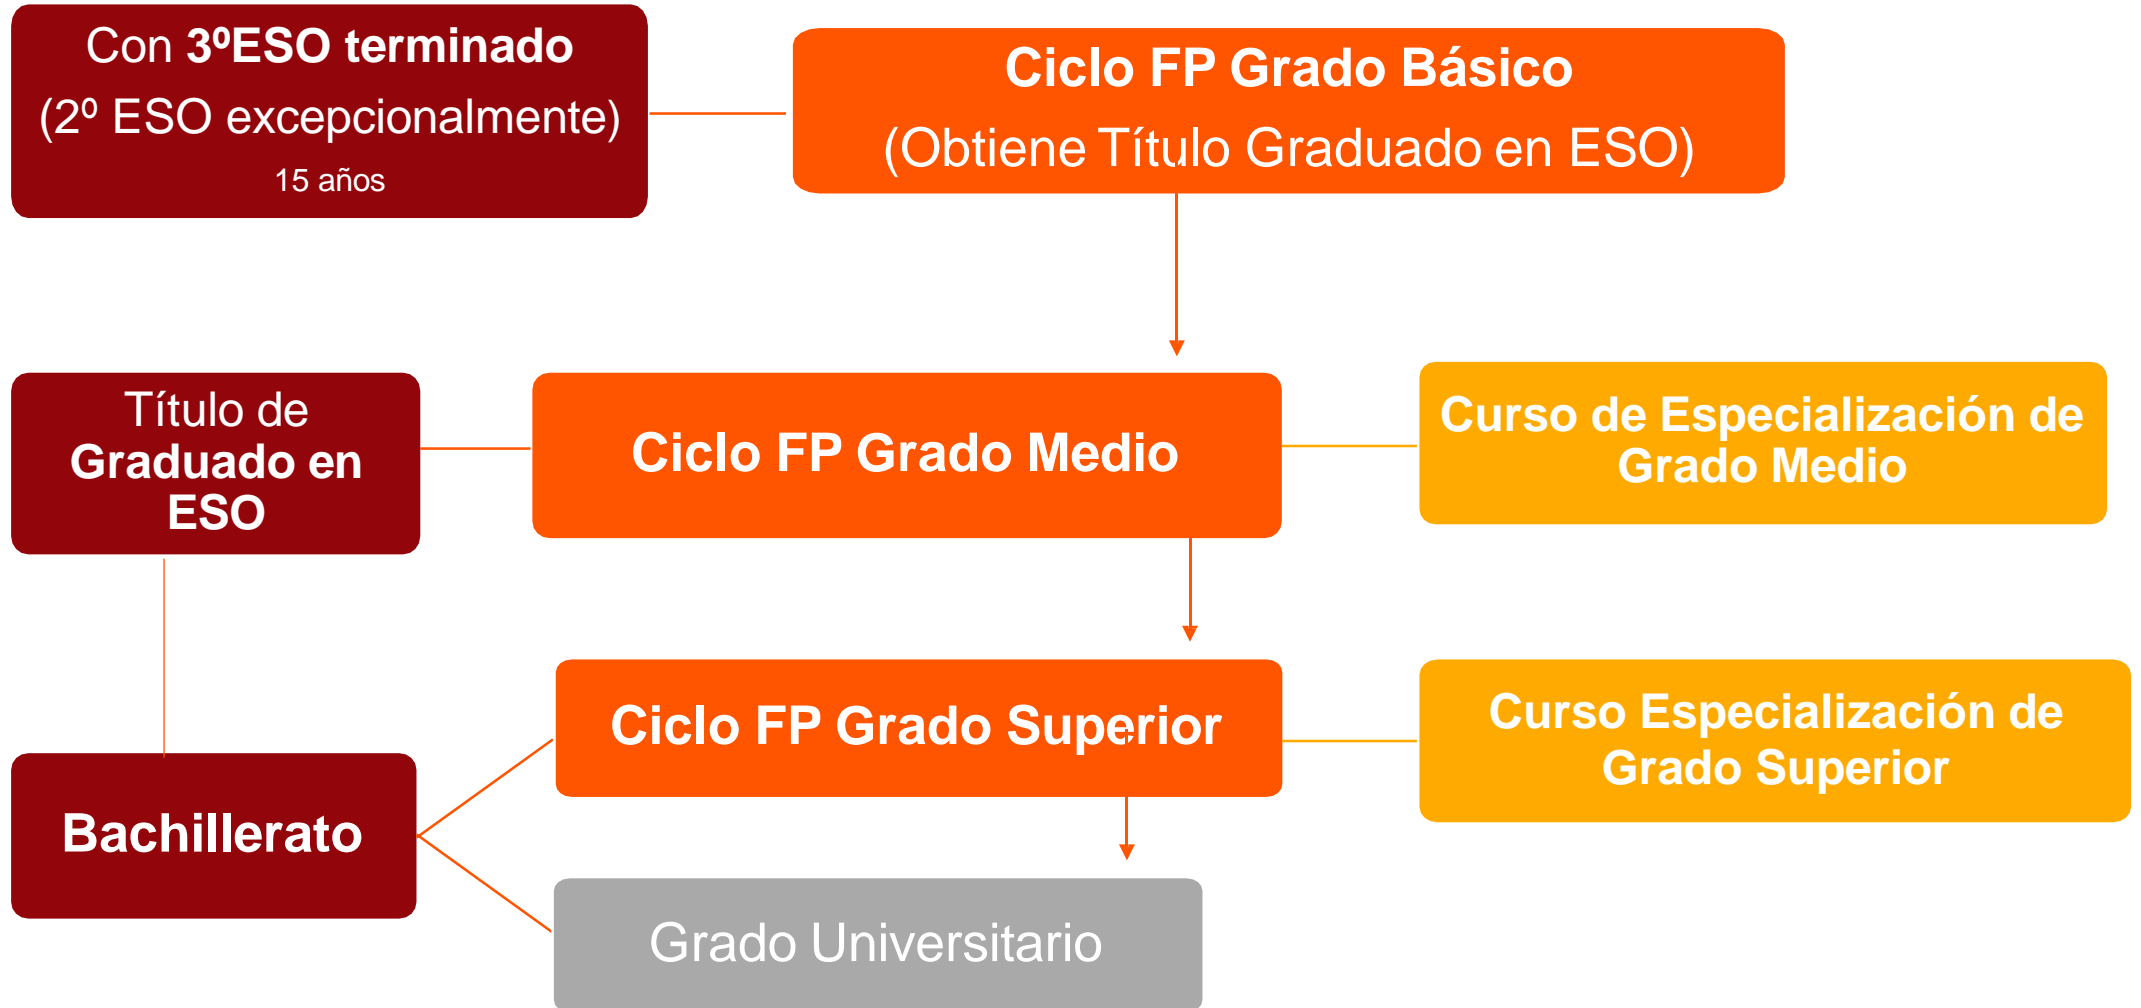 Con 3ºESO terminado
(2º ESO excepcionalmente)
15 años
Ciclo FP Grado Básico
(Obtiene Título Graduado en ESO)
Título de
Graduado en
ESO
Ciclo FP Grado Medio
Curso de Especialización de
Grado Medio
Ciclo FP Grado Superior
Curso Especialización de
Grado Superior
Bachillerato
Grado Universitario